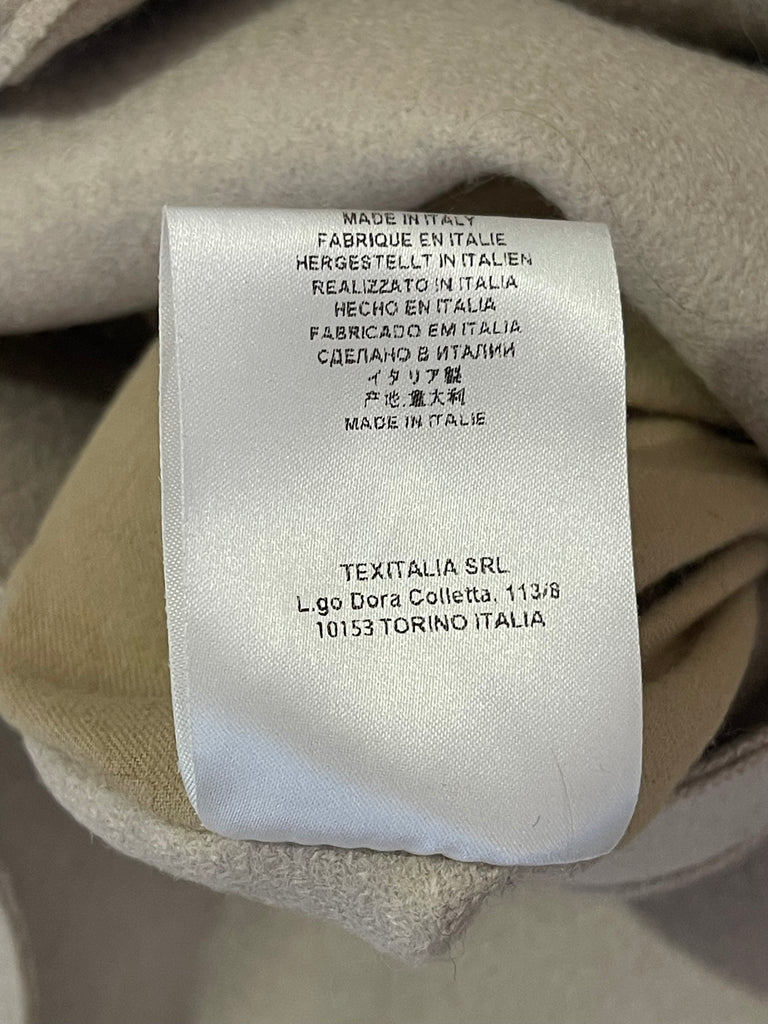 MADE IN ITALY
FABRIQUE EN ITALIE
HERGESTELLT IN ITALIEN
REALIZZATO IN ITALIA
HECHO EN ITALIA
FABRICADO EM ITALIA
СДЕЛАНО В ИТАЛИИ
イタリア製
产地.意大利
MADE IN ITALIE
TEXITALIA SRL
L.go Dora Colletta, 113/8
10153 TORINO ITALIA